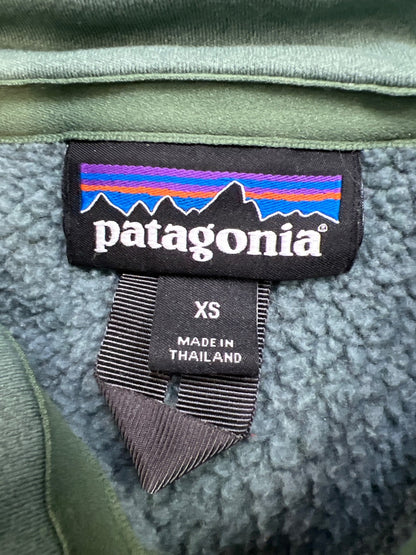 patagonia®
XS
MADE IN
THAILAND